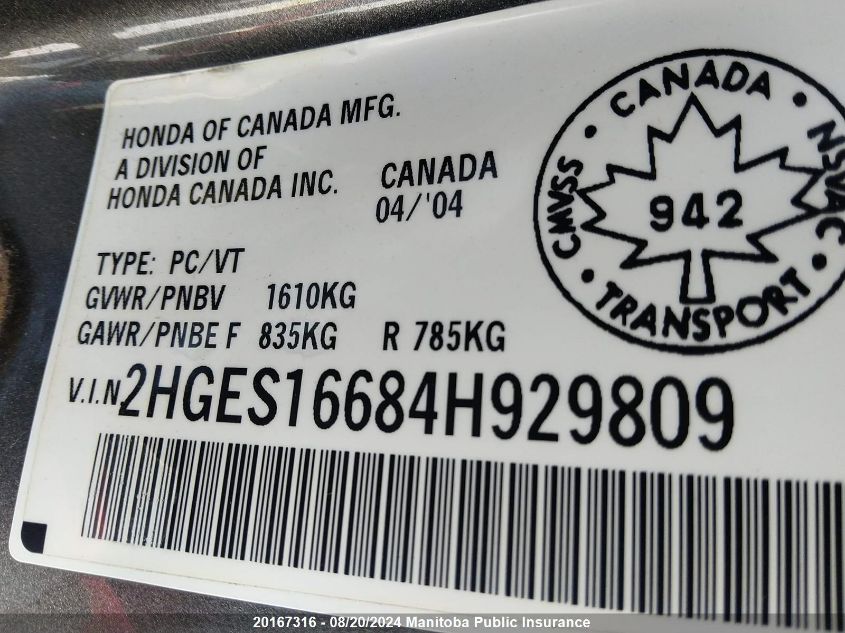 HONDA OF CANADA MFG.
A DIVISION OF
HONDA CANADA INC.
CANADA
04/'04
TYPE: PC/VT
GVWR/PNBV 1610KG
GAWR/PNBE F 835KG R 785KG
V.I.N. 2HGES16684H929809
CANADA
CMVSS
942
NSVAC
TRANSPORT
20167316 - 08/20/2024 Manitoba Public Insurance